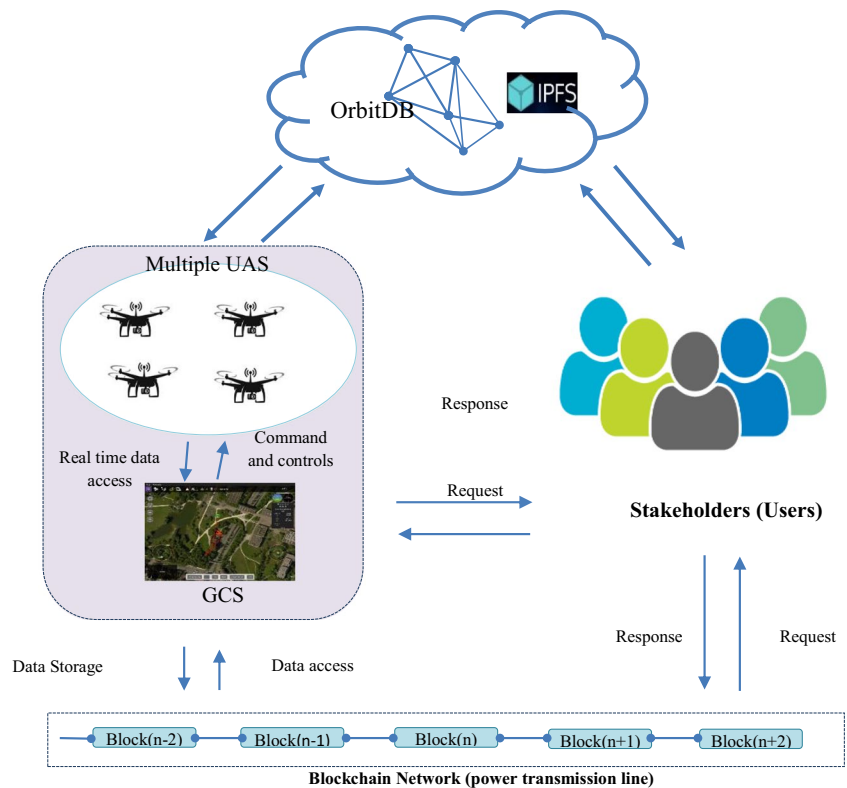 OrbitDB
IPFS
Multiple UAS
Real time data
access
Command
and controls
GCS
Response
Request
Stakeholders (Users)
Data Storage
Data access
Response
Request
Block(n-2)
Block(n-1)
Block(n)
Block(n+1)
Block(n+2)
Blockchain Network (power transmission line)